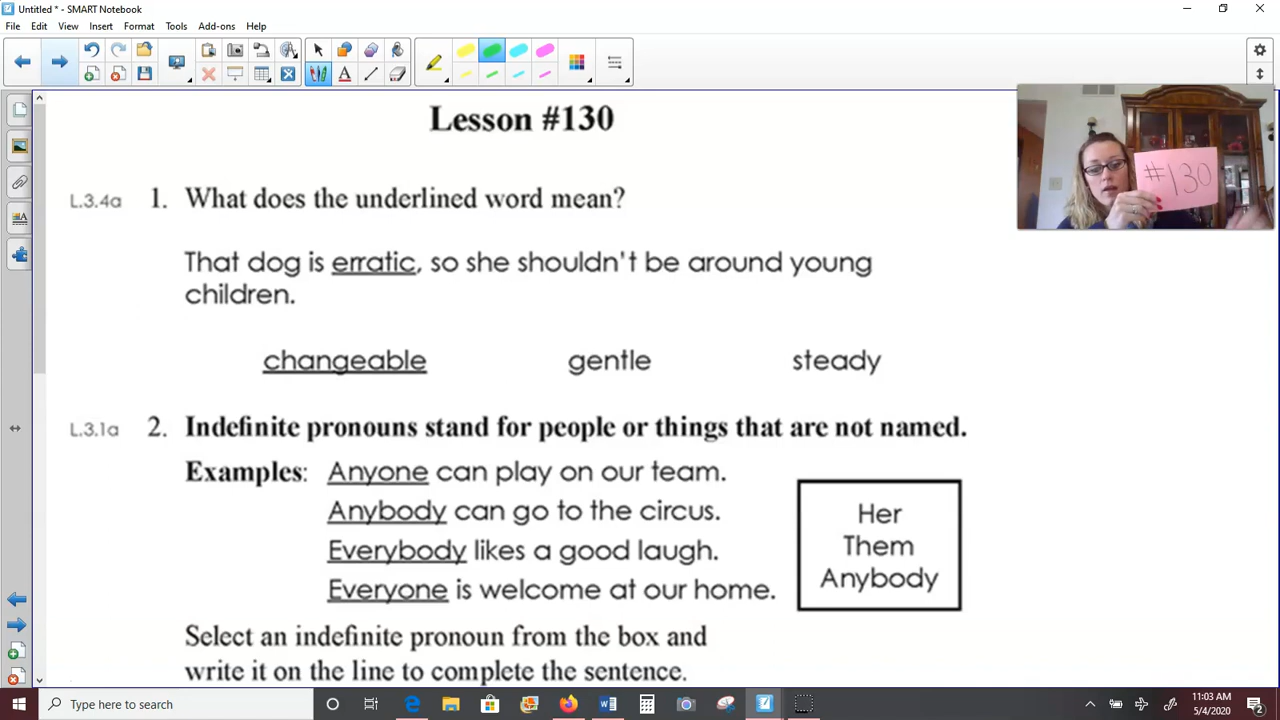 Untitled * - SMART Notebook
File Edit View Insert Format Tools Add-ons Help
Lesson #130
#130
L.3.4a 1. What does the underlined word mean?
That dog is erratic, so she shouldn't be around young
children.
changeable gentle steady
L.3.1a 2. Indefinite pronouns stand for people or things that are not named.
Examples: Anyone can play on our team.
Anybody can go to the circus.
Everybody likes a good laugh.
Everyone is welcome at our home.
Her
Them
Anybody
Select an indefinite pronoun from the box and
write it on the line to complete the sentence.
Type here to search
11:03 AM
5/4/2020
2